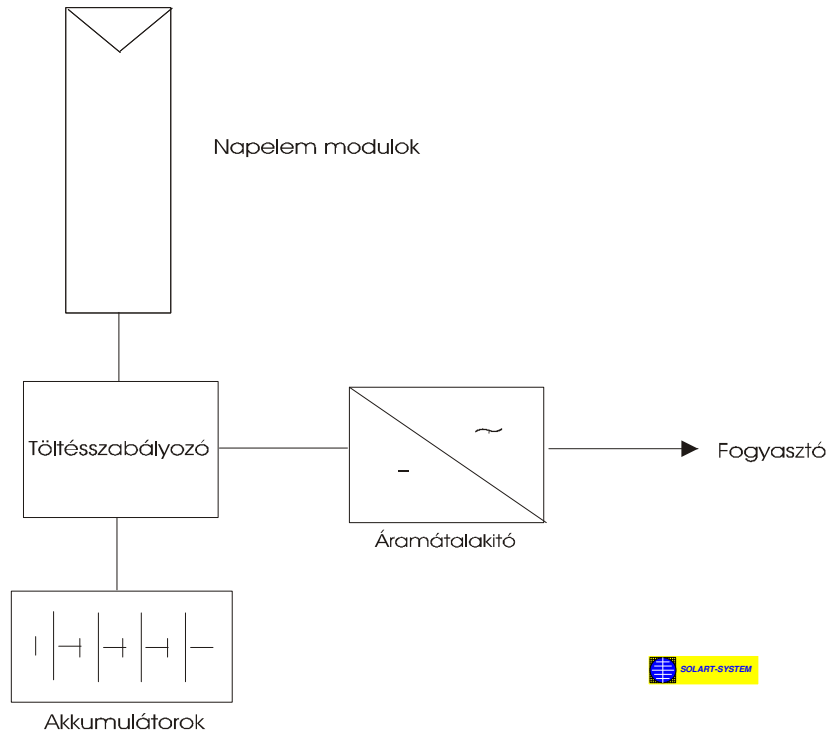 Napelem modulok
Töltésszabályozó
Áramátalakitó
Fogyasztó
Akkumulátorok
SOLART-SYSTEM